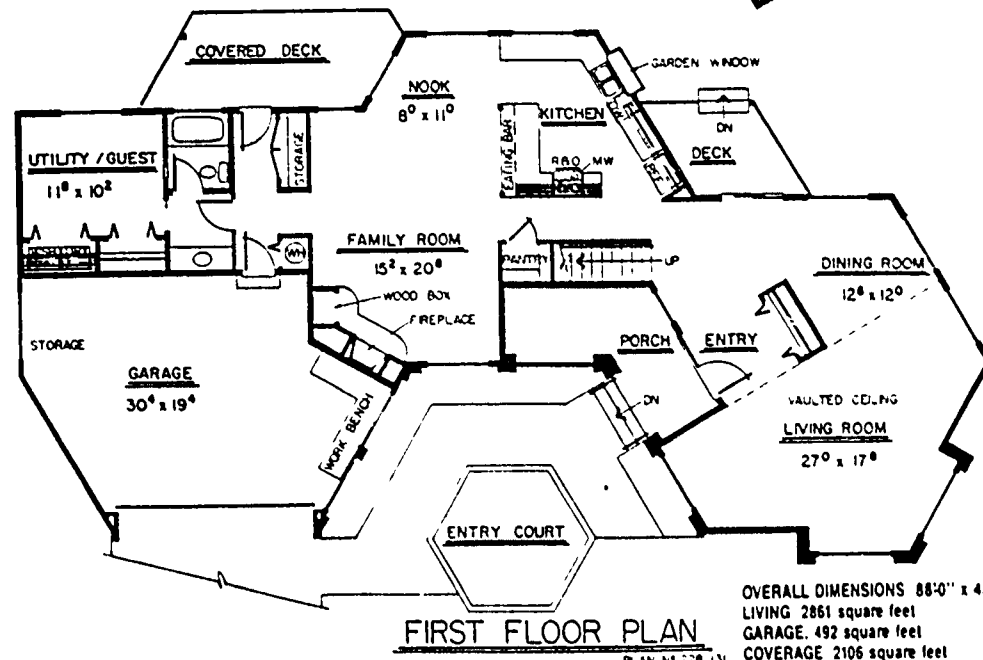 COVERED DECK
NOOK
8⁰ x 11⁰
GARDEN WINDOW
KITCHEN
DN
DECK
EATING BAR
R&O MW
REF
UTILITY / GUEST
11⁸ x 10²
STORAGE
WH
FAMILY ROOM
15² x 20⁸
PANTRY
UP
DINING ROOM
12⁶ x 12⁰
WOOD BOX
FIREPLACE
STORAGE
GARAGE
30⁴ x 19⁴
WORK BENCH
PORCH
ENTRY
DN
VAULTED CEILING
LIVING ROOM
27⁰ x 17⁸
ENTRY COURT
FIRST FLOOR PLAN
OVERALL DIMENSIONS 88'0'' x 4
LIVING 2861 square feet
GARAGE. 492 square feet
COVERAGE 2106 square feet